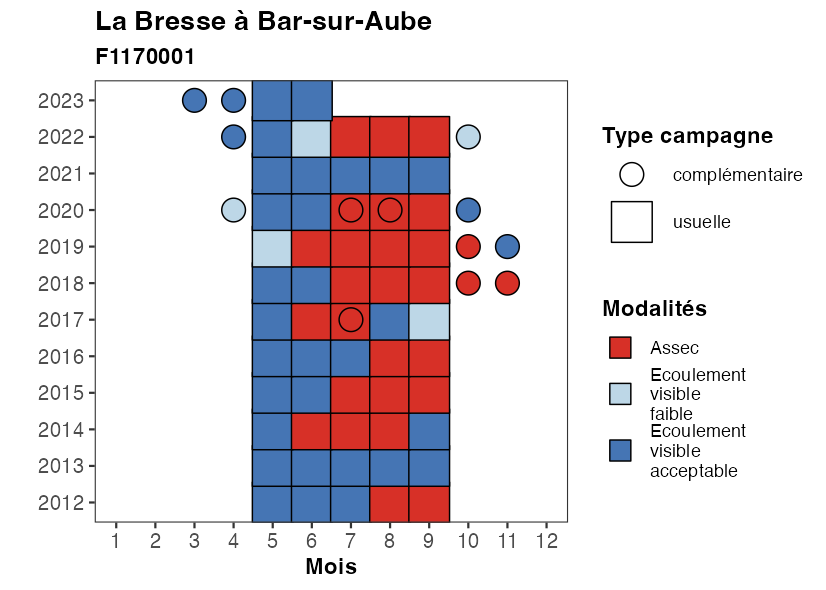 La Bresse à Bar-sur-Aube
F1170001
2023
2022
2021
2020
2019
2018
2017
2016
2015
2014
2013
2012
1 2 3 4 5 6 7 8 9 10 11 12
Mois
Type campagne
complémentaire
usuelle
Modalités
Assec
Ecoulement
visible
faible
Ecoulement
visible
acceptable